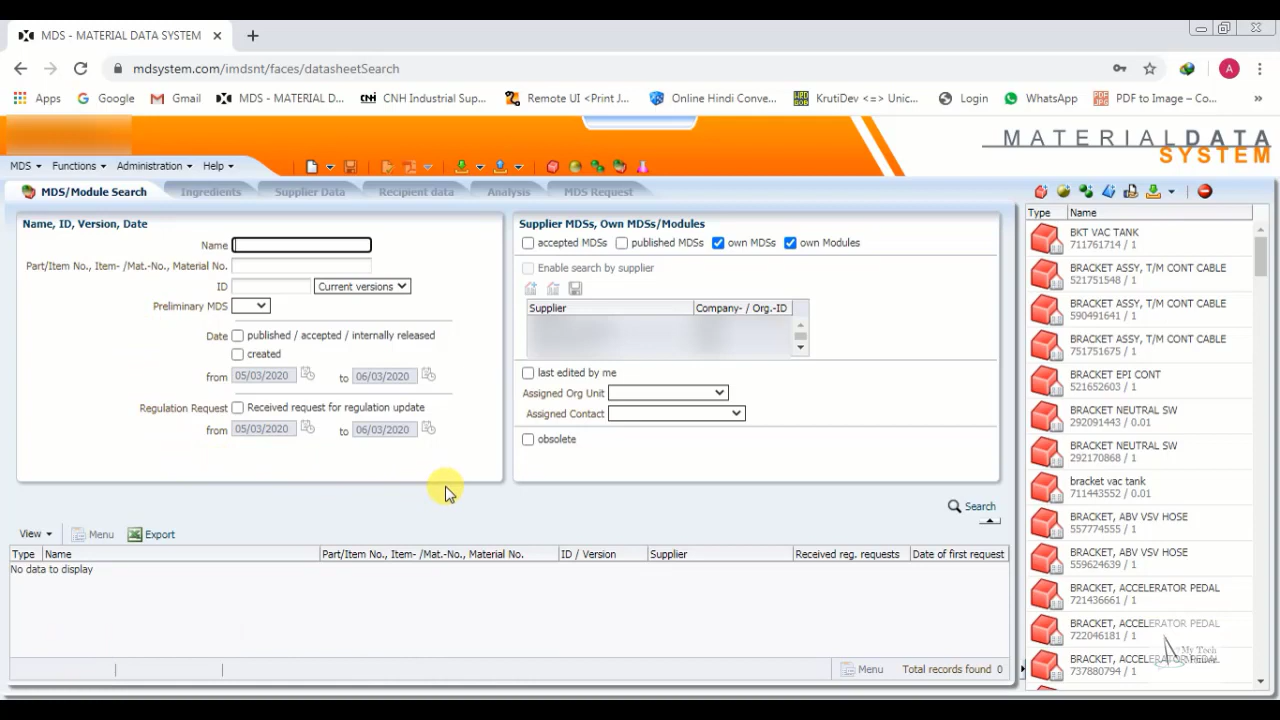 MDS - MATERIAL DATA SYSTEM
mdsystem.com/imdsnt/faces/datasheetSearch
A
Apps Google Gmail MDS - MATERIAL D... CNH Industrial Sup... Remote UI <Print J... Online Hindi Conve... KrutiDev <=> Unic... Login WhatsApp PDF to Image – Co... »
MATERIALDATA
SYSTEM
MDS Functions Administration Help
MDS/Module Search Ingredients Supplier Data Recipient data Analysis MDS Request
Name, ID, Version, Date
Name
Part/Item No., Item- /Mat.-No., Material No.
ID Current versions
Preliminary MDS
Date published / accepted / internally released
created
from 05/03/2020 to 06/03/2020
Regulation Request Received request for regulation update
from 05/03/2020 to 06/03/2020
Supplier MDSs, Own MDSs/Modules
accepted MDSs published MDSs own MDSs own Modules
Enable search by supplier
Supplier Company- / Org.-ID
last edited by me
Assigned Org Unit
Assigned Contact
obsolete
Search
View Menu Export
Type Name Part/Item No., Item- /Mat.-No., Material No. ID / Version Supplier Received reg. requests Date of first request
No data to display
Menu Total records found 0
Type Name
BKT VAC TANK
711761714 / 1
BRACKET ASSY, T/M CONT CABLE
521751548 / 1
BRACKET ASSY, T/M CONT CABLE
590491641 / 1
BRACKET ASSY, T/M CONT CABLE
751751675 / 1
BRACKET EPI CONT
521652603 / 1
BRACKET NEUTRAL SW
292091443 / 0.01
BRACKET NEUTRAL SW
292170868 / 1
bracket vac tank
711443552 / 0.01
BRACKET, ABV VSV HOSE
557774555 / 1
BRACKET, ABV VSV HOSE
559624639 / 1
BRACKET, ACCELERATOR PEDAL
721436661 / 1
BRACKET, ACCELERATOR PEDAL
722046181 / 1
BRACKET, ACCELERATOR PEDAL
737880794 / 1
My Tech